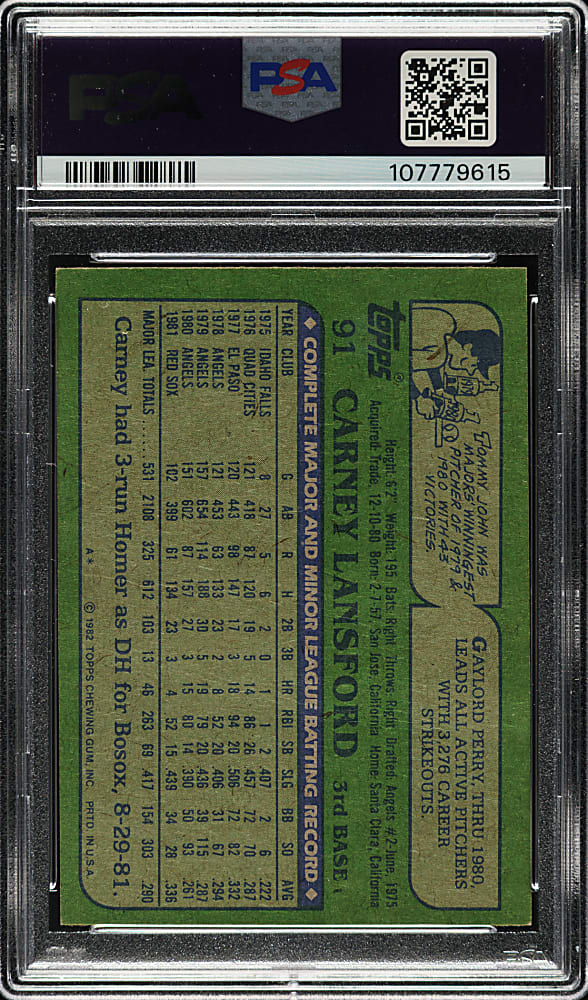 PSA
PSA
107779615
TOMMY JOHN WAS
MAJORS' WINNINGEST
PITCHER OF 1979 &
1980 WITH 43
VICTORIES.
GAYLORD PERRY, THRU 1980,
LEADS ALL ACTIVE PITCHERS
WITH 3,276 CAREER
STRIKEOUTS
topps®
Height: 6'2" Weight: 195 Bats: Right Throws: Right Drafted: Angels #2-June, 1975
Acquired: Trade, 12-10-80 Born: 2-7-57, San Jose, California Home: Santa Clara, California
91 CARNEY LANSFORD 3rd BASE
◆ COMPLETE MAJOR AND MINOR LEAGUE BATTING RECORD ◆
YEAR CLUB G AB R H 2B 3B HR RBI SB SLG BB SO AVG
1975 IDAHO FALLS 8 27 5 6 2 0 1 1 2 .407 2 6 .222
1976 QUAD CITIES 121 418 87 120 19 5 14 86 26 .457 72 70 .287
1977 EL PASO 120 443 98 147 17 3 18 94 20 .506 72 82 .332
1978 ANGELS 121 453 63 133 23 2 8 52 20 .406 31 67 .294
1979 ANGELS 157 654 114 188 30 5 19 79 20 .436 39 115 .287
1980 ANGELS 151 602 87 157 27 3 15 80 14 .390 50 93 .261
1981 RED SOX 102 399 61 134 23 3 4 52 15 .439 34 28 .336
MAJOR LEA. TOTALS ...... 531 2108 325 612 103 13 46 263 69 .417 154 303 .290
Carney had 3-run Homer as DH for Bosox, 8-29-81.
A* © 1982 TOPPS CHEWING GUM, INC. PRTD. IN U.S.A.